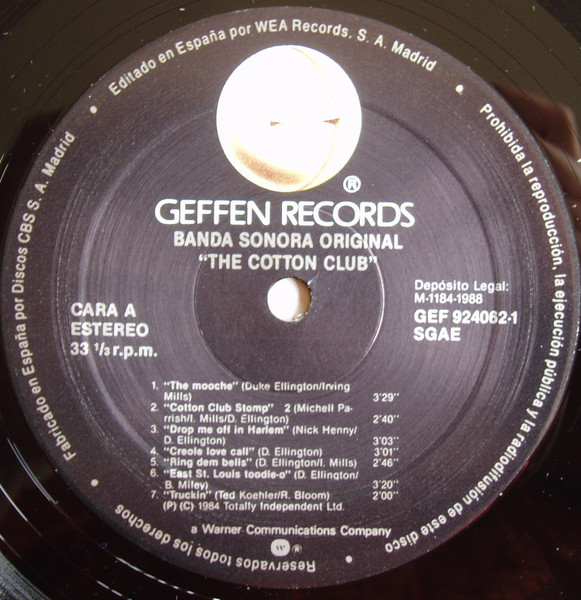 Editado en España por WEA Records. S. A. Madrid
Prohibida la reproducción, la ejecución pública y la radiodifusión de este disco
Reservados todos los derechos
Fabricado en España por Discos CBS S. A. Madrid
®
GEFFEN RECORDS
BANDA SONORA ORIGINAL
"THE COTTON CLUB"
CARA A
ESTEREO
33 1/3 r.p.m.
Depósito Legal:
M-1184-1988
GEF 924062-1
SGAE
1. "The mooche" (Duke Ellington/Irving
Mills) 3'29''
2. "Cotton Club Stomp" 2 (Michell Pa-
rrish/I. Mills/D. Ellington) 2'40''
3. "Drop me off in Harlem" (Nick Henny/
D. Ellington) 3'03''
4. "Creole love call" (D. Ellington) 3'01''
5. "Ring dem bells" (D. Ellington/I. Mills) 2'46''
6. "East St. Louis toodle-o" (D. Ellington/
B. Miley) 3'20''
7. "Truckin" (Ted Koehler/R. Bloom) 2'00''
(P) (C) 1984 Totally Independent Ltd.
a Warner Communications Company
W ®